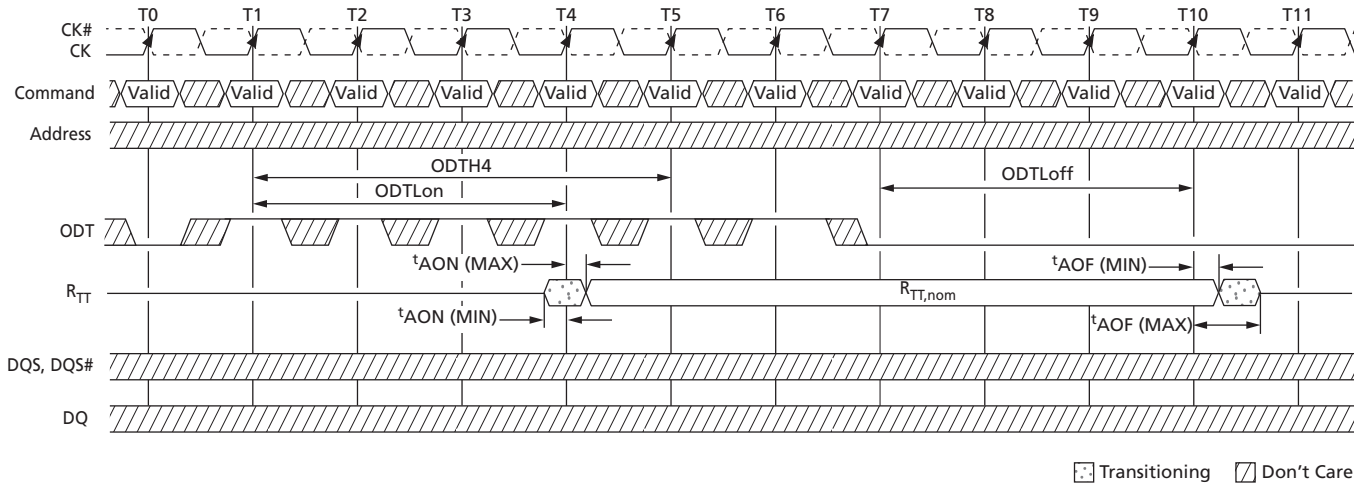 T0 T1 T2 T3 T4 T5 T6 T7 T8 T9 T10 T11
CK#
CK
Command Valid Valid Valid Valid Valid Valid Valid Valid Valid Valid Valid Valid
Address
ODTH4
ODTLoff
ODTLon
ODT
tAON (MAX) tAOF (MIN)
RTT RTT,nom
tAON (MIN) tAOF (MAX)
DQS, DQS#
DQ
Transitioning Don't Care